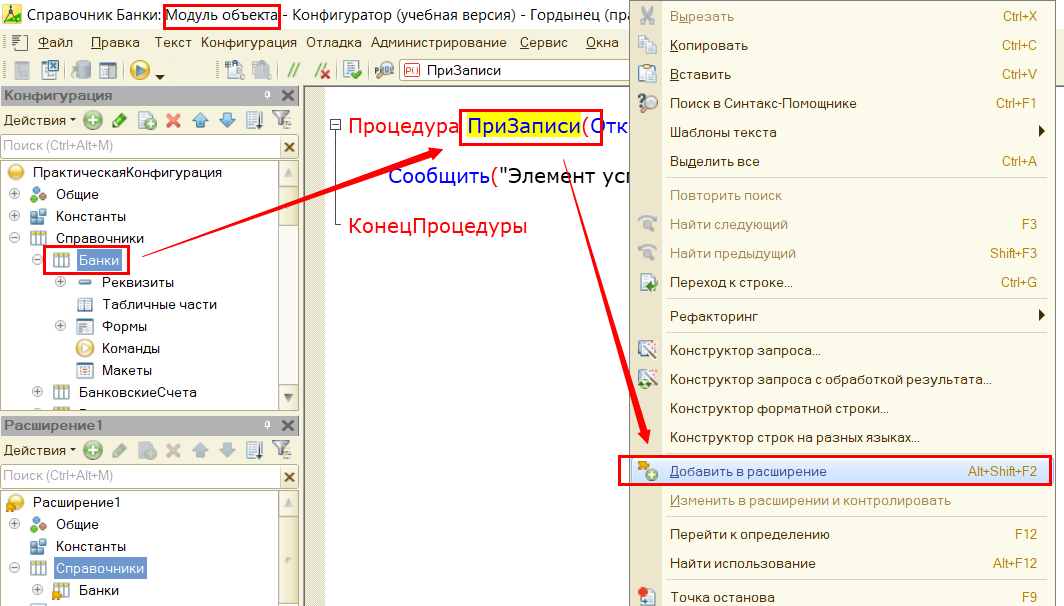 Справочник Банки: Модуль объекта - Конфигуратор (учебная версия) - Гордынец (пра
Файл Правка Текст Конфигурация Отладка Администрирование Сервис Окна
ПриЗаписи
Конфигурация
Действия
Поиск (Ctrl+Alt+M)
ПрактическаяКонфигурация
Общие
Константы
Справочники
Банки
Реквизиты
Табличные части
Формы
Команды
Макеты
БанковскиеСчета
Расширение1
Действия
Поиск (Ctrl+Alt+M)
Расширение1
Общие
Константы
Справочники
Банки
Процедура ПриЗаписи(Отк
Сообщить("Элемент усп
КонецПроцедуры
Вырезать Ctrl+X
Копировать Ctrl+C
Вставить Ctrl+V
Поиск в Синтакс-Помощнике Ctrl+F1
Шаблоны текста
Выделить все Ctrl+A
Повторить поиск
Найти следующий F3
Найти предыдущий Shift+F3
Переход к строке... Ctrl+G
Рефакторинг
Конструктор запроса...
Конструктор запроса с обработкой результата...
Конструктор форматной строки...
Конструктор строк на разных языках...
Добавить в расширение Alt+Shift+F2
Изменить в расширении и контролировать
Перейти к определению F12
Найти использование Alt+F12
Точка останова F9